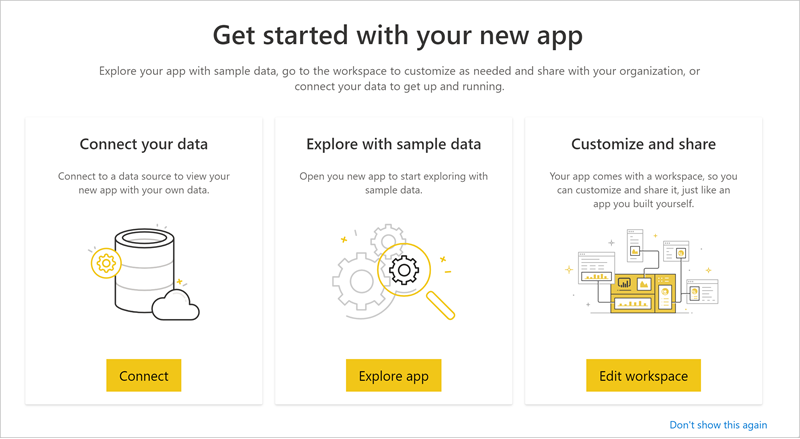 Get started with your new app
Explore your app with sample data, go to the workspace to customize as needed and share with your organization, or
connect your data to get up and running.
Connect your data
Connect to a data source to view your
new app with your own data.
Connect
Explore with sample data
Open you new app to start exploring with
sample data.
Explore app
Customize and share
Your app comes with a workspace, so you
can customize and share it, just like an
app you built yourself.
Edit workspace
Don't show this again